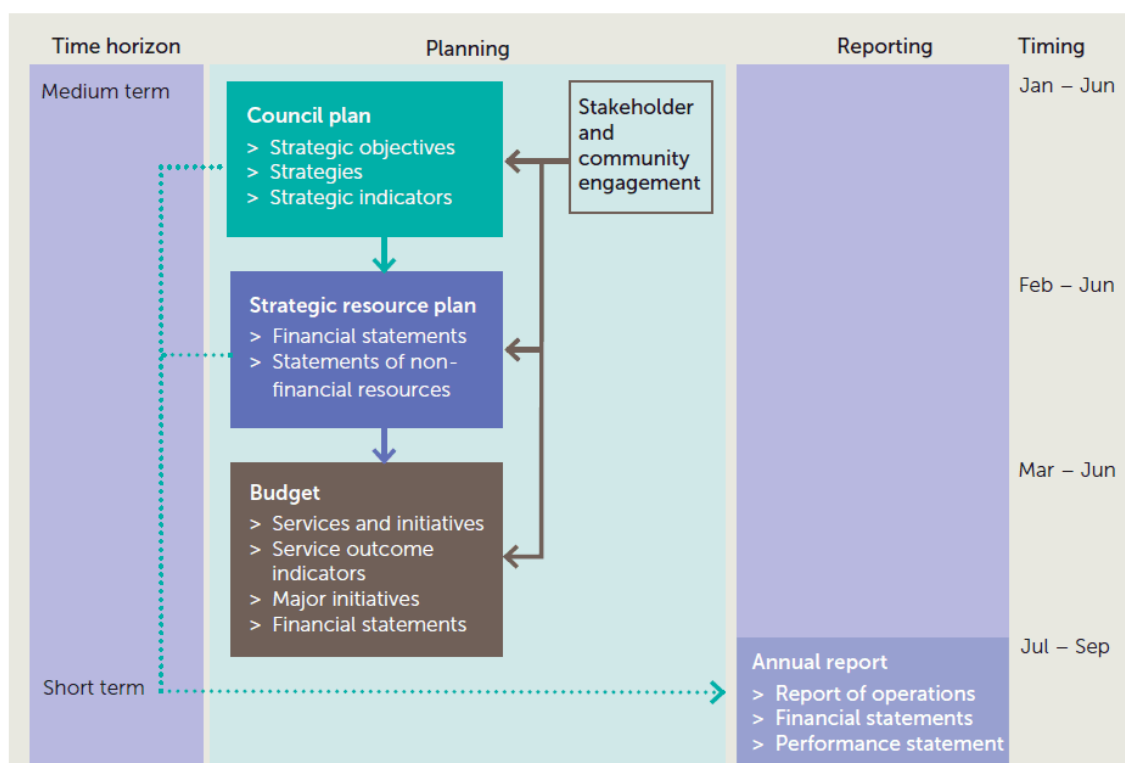 Time horizon
Planning
Reporting
Timing
Medium term
Jan – Jun
Council plan
> Strategic objectives
> Strategies
> Strategic indicators
Stakeholder
and
community
engagement
Feb – Jun
Strategic resource plan
> Financial statements
> Statements of non-
financial resources
Mar – Jun
Budget
> Services and initiatives
> Service outcome
indicators
> Major initiatives
> Financial statements
Jul – Sep
Short term
Annual report
> Report of operations
> Financial statements
> Performance statement